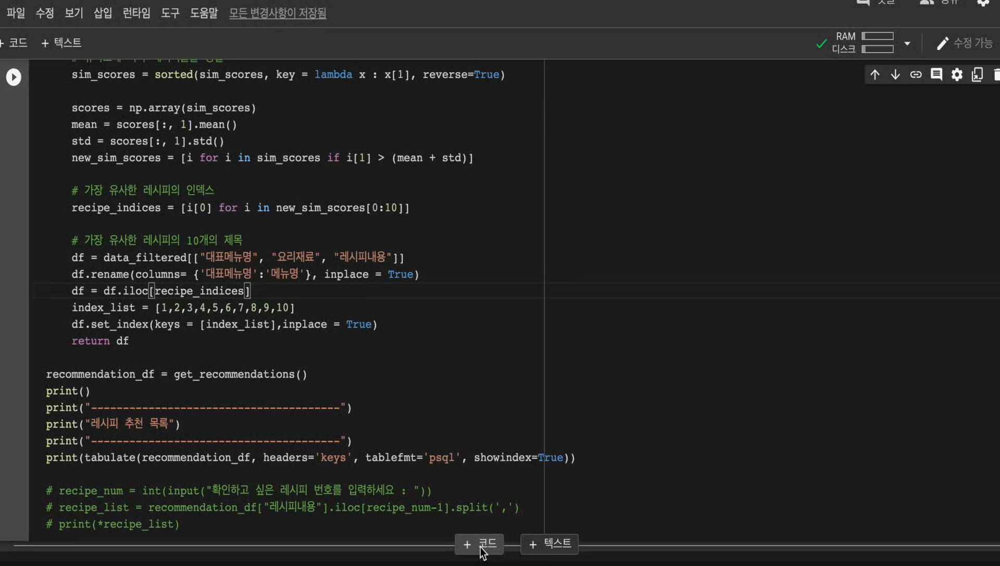 파일 수정 보기 삽입 런타임 도구 도움말 모든 변경사항이 저장됨
+ 코드 + 텍스트
RAM
디스크
수정 가능
sim_scores = sorted(sim_scores, key = lambda x : x[1], reverse=True)
scores = np.array(sim_scores)
mean = scores[:, 1].mean()
std = scores[:, 1].std()
new_sim_scores = [i for i in sim_scores if i[1] > (mean + std)]
# 가장 유사한 레시피의 인덱스
recipe_indices = [i[0] for i in new_sim_scores[0:10]]
# 가장 유사한 레시피의 10개의 제목
df = data_filtered[["대표메뉴명", "요리재료", "레시피내용"]]
df.rename(columns= {'대표메뉴명':'메뉴명'}, inplace = True)
df = df.iloc[recipe_indices]
index_list = [1,2,3,4,5,6,7,8,9,10]
df.set_index(keys = [index_list],inplace = True)
return df
recommendation_df = get_recommendations()
print()
print("---------------------------------------")
print("레시피 추천 목록")
print("---------------------------------------")
print(tabulate(recommendation_df, headers='keys', tablefmt='psql', showindex=True))
# recipe_num = int(input("확인하고 싶은 레시피 번호를 입력하세요 : "))
# recipe_list = recommendation_df["레시피내용"].iloc[recipe_num-1].split(',')
# print(*recipe_list)
+ 코드 + 텍스트